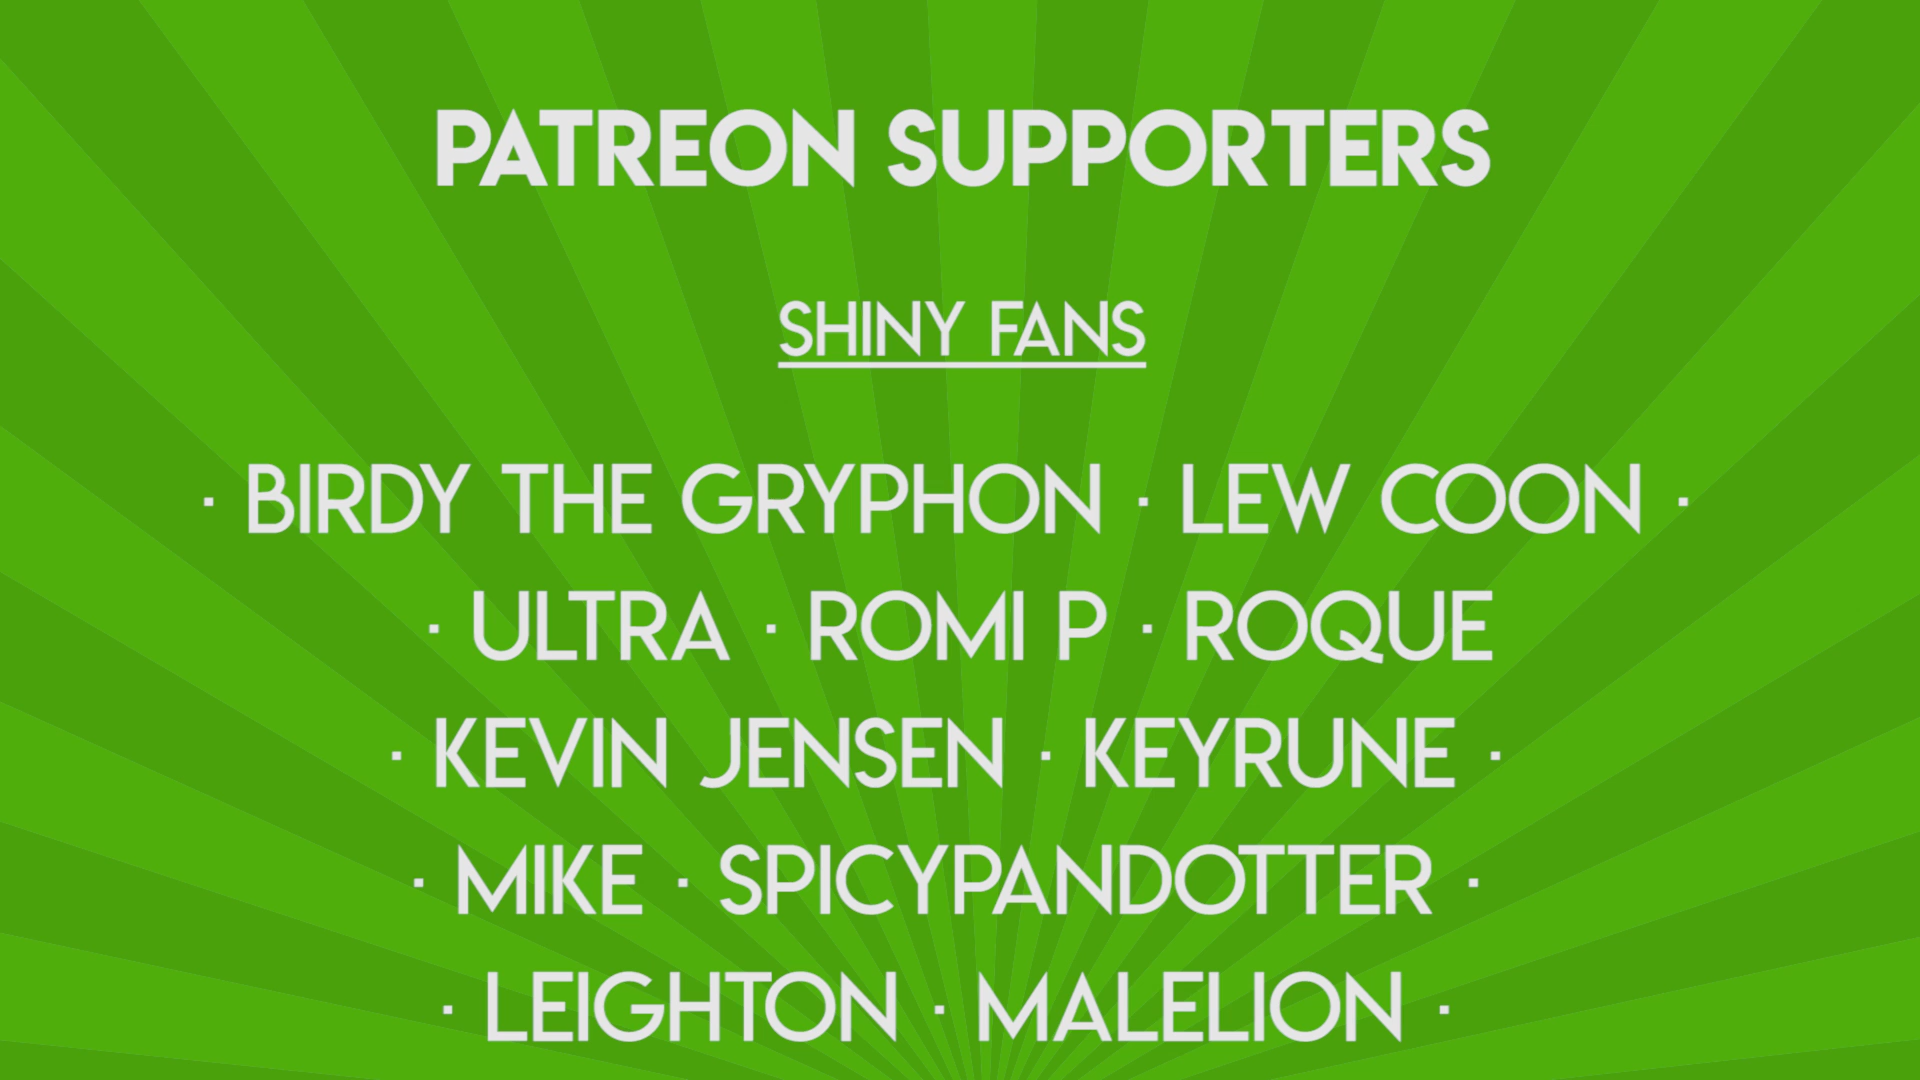 PATREON SUPPORTERS
SHINY FANS
· BIRDY THE GRYPHON · LEW COON ·
· ULTRA · ROMI P · ROQUE
· KEVIN JENSEN · KEYRUNE ·
· MIKE · SPICYPANDOTTER ·
· LEIGHTON · MALELION ·